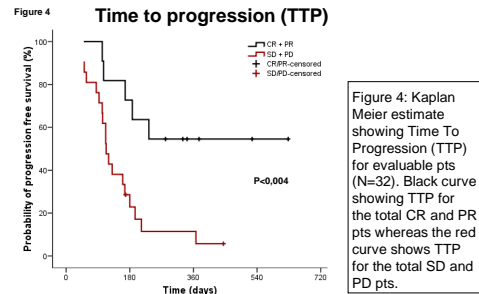 Figure 4
Time to progression (TTP)
Probability of progression free survival (%)
100
80
60
40
20
0
CR + PR
SD + PD
CR/PR-censored
SD/PD-censored
P<0,004
0 180 360 540 720
Time (days)
Figure 4: Kaplan
Meier estimate
showing Time To
Progression (TTP)
for evaluable pts
(N=32). Black curve
showing TTP for
the total CR and PR
pts whereas the red
curve shows TTP
for the total SD and
PD pts.